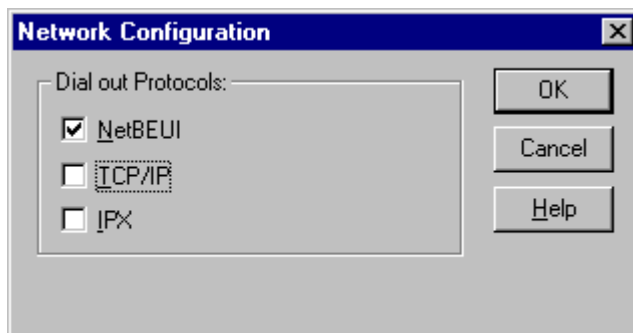 Network Configuration
Dial out Protocols:
NetBEUI
TCP/IP
IPX
OK
Cancel
Help